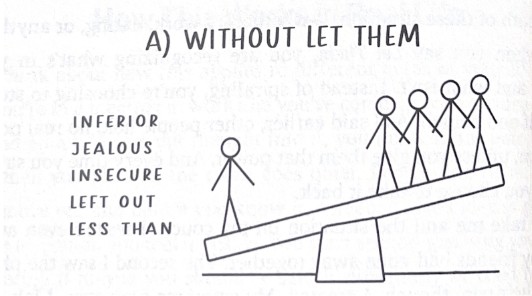 A) WITHOUT LET THEM
INFERIOR
JEALOUS
INSECURE
LEFT OUT
LESS THAN